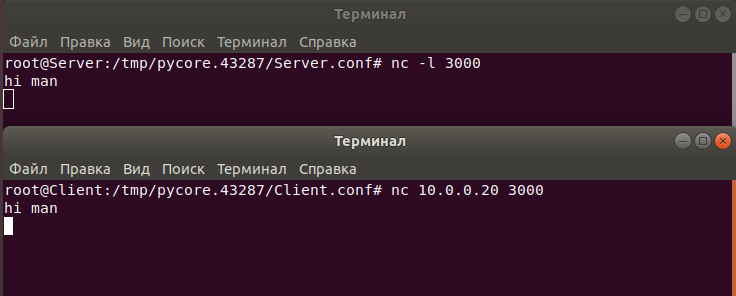 Терминал
Файл Правка Вид Поиск Терминал Справка
root@Server:/tmp/pycore.43287/Server.conf# nc -l 3000
hi man
Терминал
Файл Правка Вид Поиск Терминал Справка
root@Client:/tmp/pycore.43287/Client.conf# nc 10.0.0.20 3000
hi man